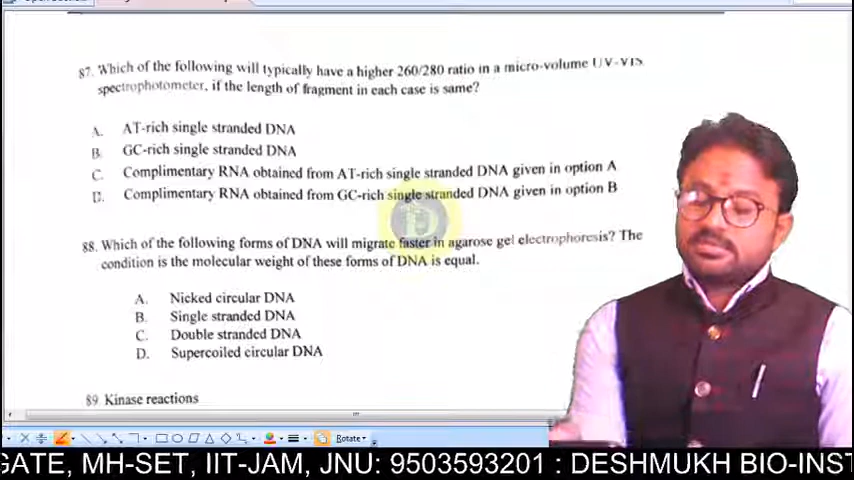 87. Which of the following will typically have a higher 260/280 ratio in a micro-volume UV-VIS
spectrophotometer, if the length of fragment in each case is same?
A. AT-rich single stranded DNA
B. GC-rich single stranded DNA
C. Complimentary RNA obtained from AT-rich single stranded DNA given in option A
D. Complimentary RNA obtained from GC-rich single stranded DNA given in option B
88. Which of the following forms of DNA will migrate faster in agarose gel electrophoresis? The
condition is the molecular weight of these forms of DNA is equal.
A. Nicked circular DNA
B. Single stranded DNA
C. Double stranded DNA
D. Supercoiled circular DNA
89 Kinase reactions
Rotate
GATE, MH-SET, IIT-JAM, JNU: 9503593201 : DESHMUKH BIO-INST